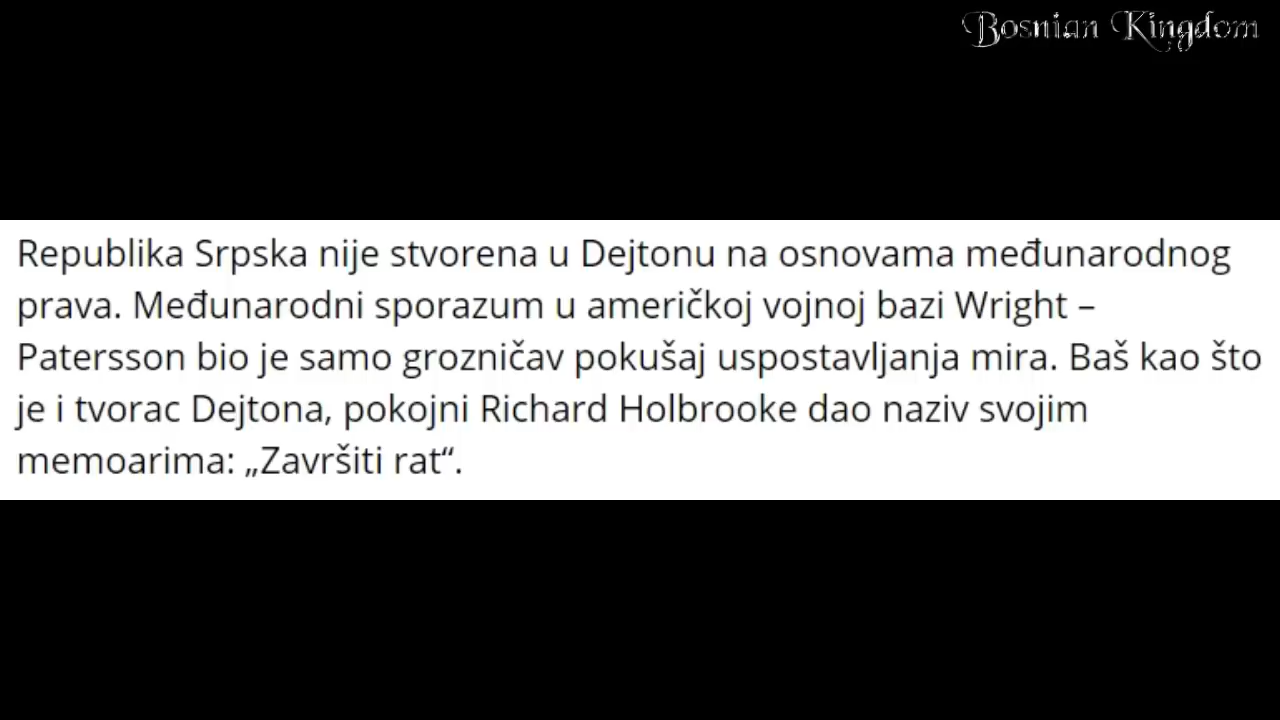 Bosnian Kingdom
Republika Srpska nije stvorena u Dejtonu na osnovama međunarodnog
prava. Međunarodni sporazum u američkoj vojnoj bazi Wright –
Patersson bio je samo grozničav pokušaj uspostavljanja mira. Baš kao što
je i tvorac Dejtona, pokojni Richard Holbrooke dao naziv svojim
memoarima: „Završiti rat“.